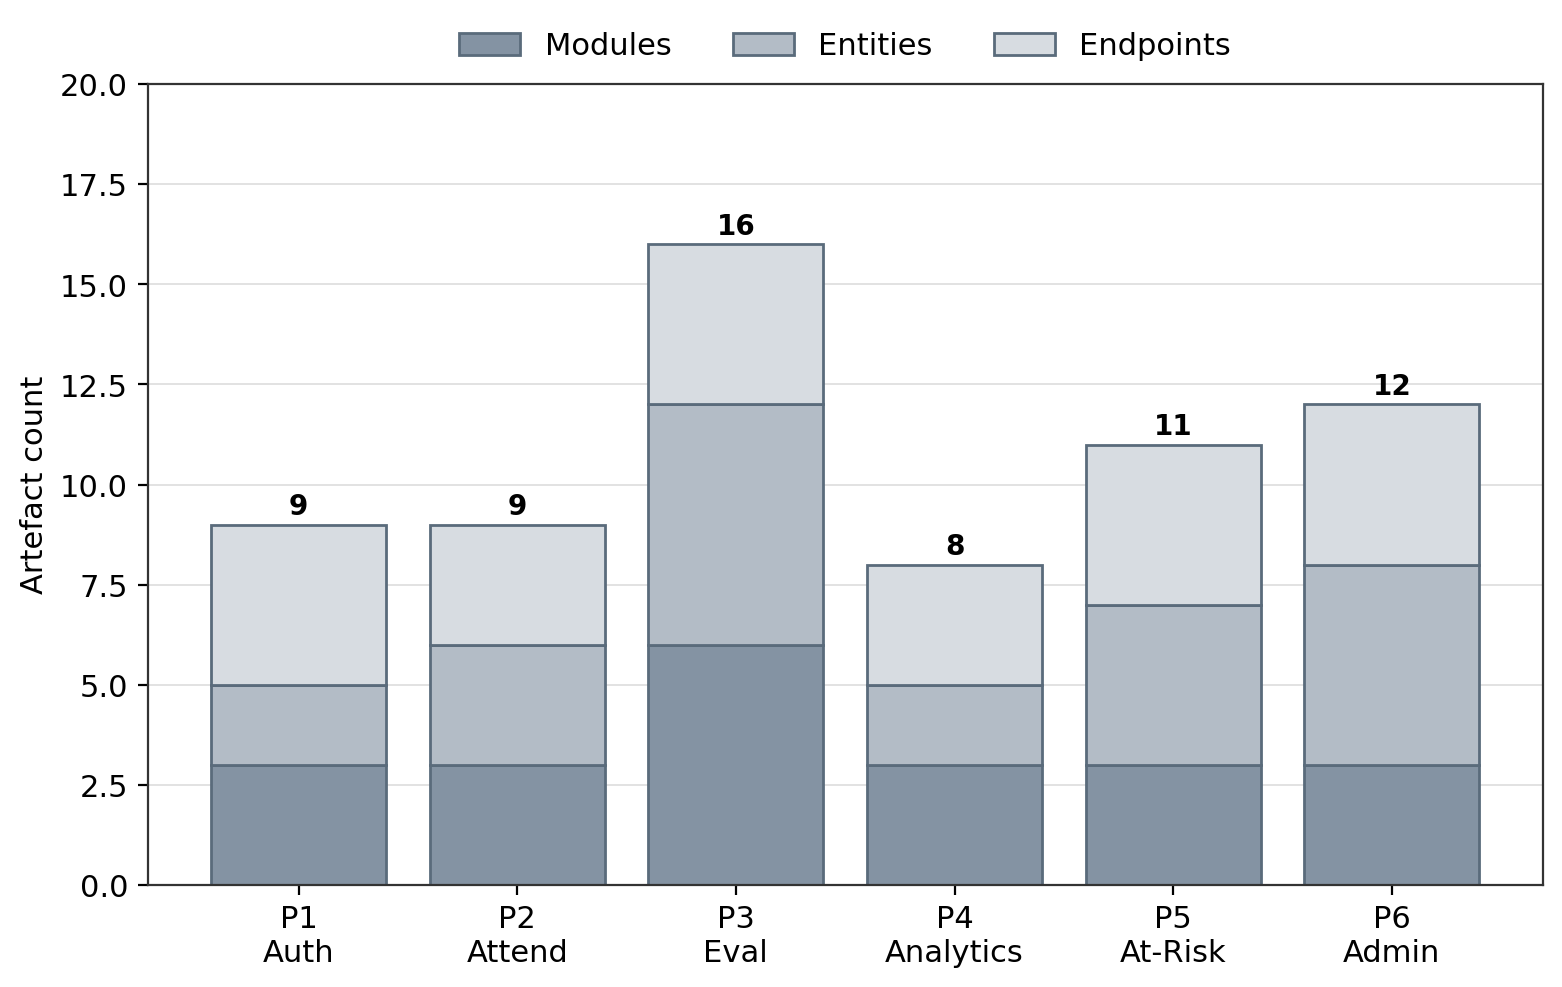 Modules Entities Endpoints
20.0
17.5
15.0
12.5
10.0
7.5
5.0
2.5
0.0
Artefact count
9
9
16
8
11
12
P1
Auth
P2
Attend
P3
Eval
P4
Analytics
P5
At-Risk
P6
Admin